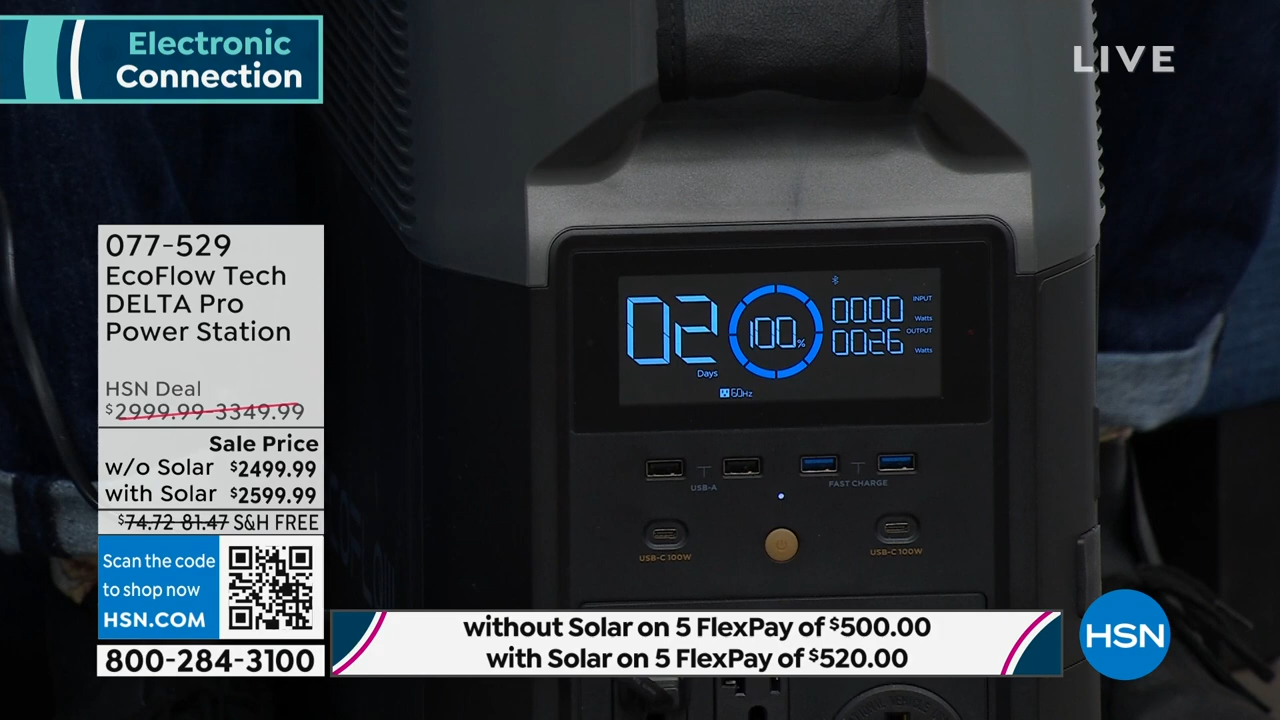 Electronic
Connection
LIVE
077-529
EcoFlow Tech
DELTA Pro
Power Station
HSN Deal
$2999.99-3349.99
Sale Price
w/o Solar $2499.99
with Solar $2599.99
$74.72-81.47 S&H FREE
Scan the code
to shop now
HSN.COM
800-284-3100
02
Days
100%
0000
INPUT
Watts
0026
OUTPUT
Watts
60Hz
USB-A
FAST CHARGE
USB-C 100W
USB-C 100W
without Solar on 5 FlexPay of $500.00
with Solar on 5 FlexPay of $520.00
HSN